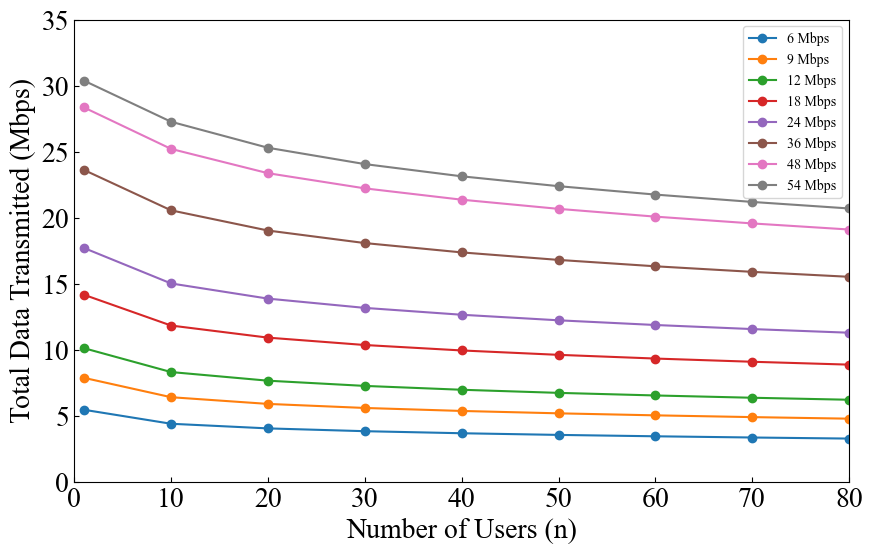 35
30
25
20
15
10
5
0
Total Data Transmitted (Mbps)
6 Mbps
9 Mbps
12 Mbps
18 Mbps
24 Mbps
36 Mbps
48 Mbps
54 Mbps
0 10 20 30 40 50 60 70 80
Number of Users (n)